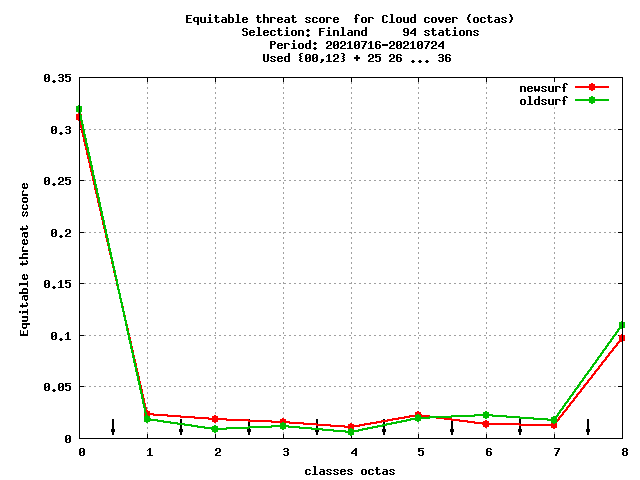 Equitable threat score  for Cloud cover (octas)
Selection: Finland     94 stations
Period: 20210716-20210724
Used {00,12} + 25 26 ... 36
newsurf
oldsurf
0.35
0.3
0.25
0.2
0.15
0.1
0.05
0
Equitable threat score
0 1 2 3 4 5 6 7 8
classes octas